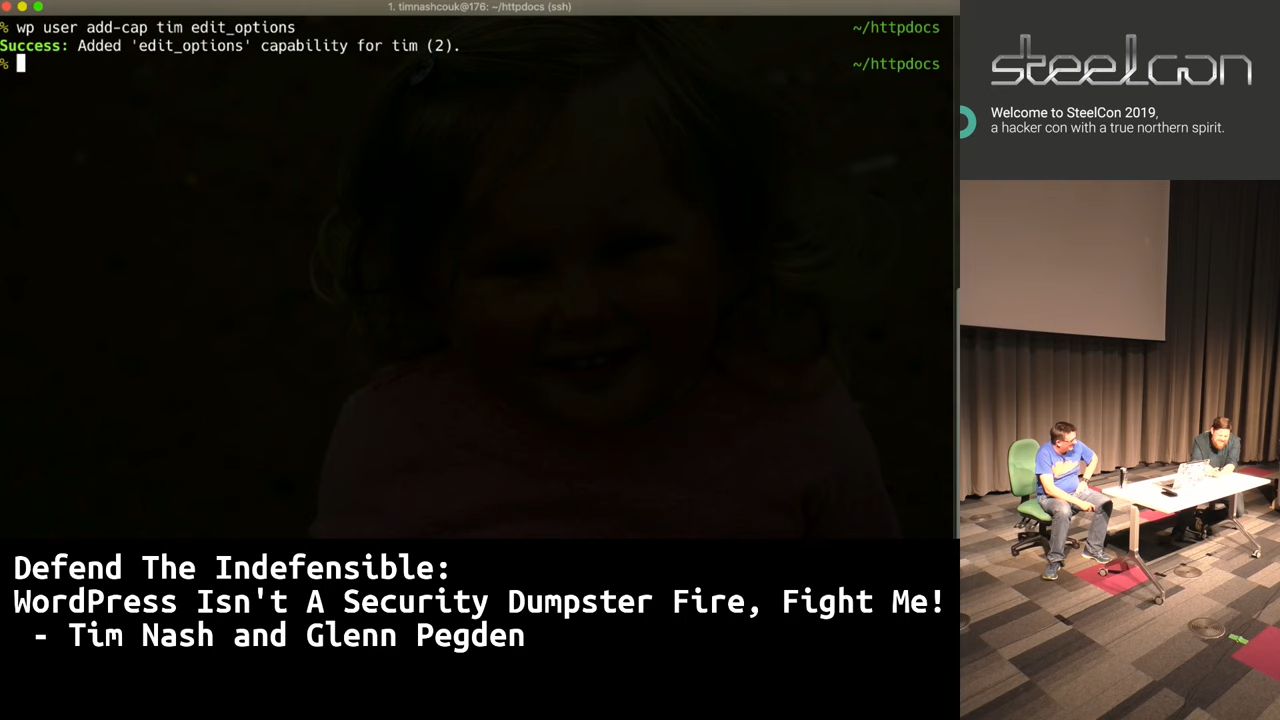 1. timnashcouk@176: ~/httpdocs (ssh)
% wp user add-cap tim edit_options ~/httpdocs
Success: Added 'edit_options' capability for tim (2).
% ~/httpdocs
steelcon
Welcome to SteelCon 2019,
a hacker con with a true northern spirit.
Defend The Indefensible:
WordPress Isn't A Security Dumpster Fire, Fight Me!
- Tim Nash and Glenn Pegden